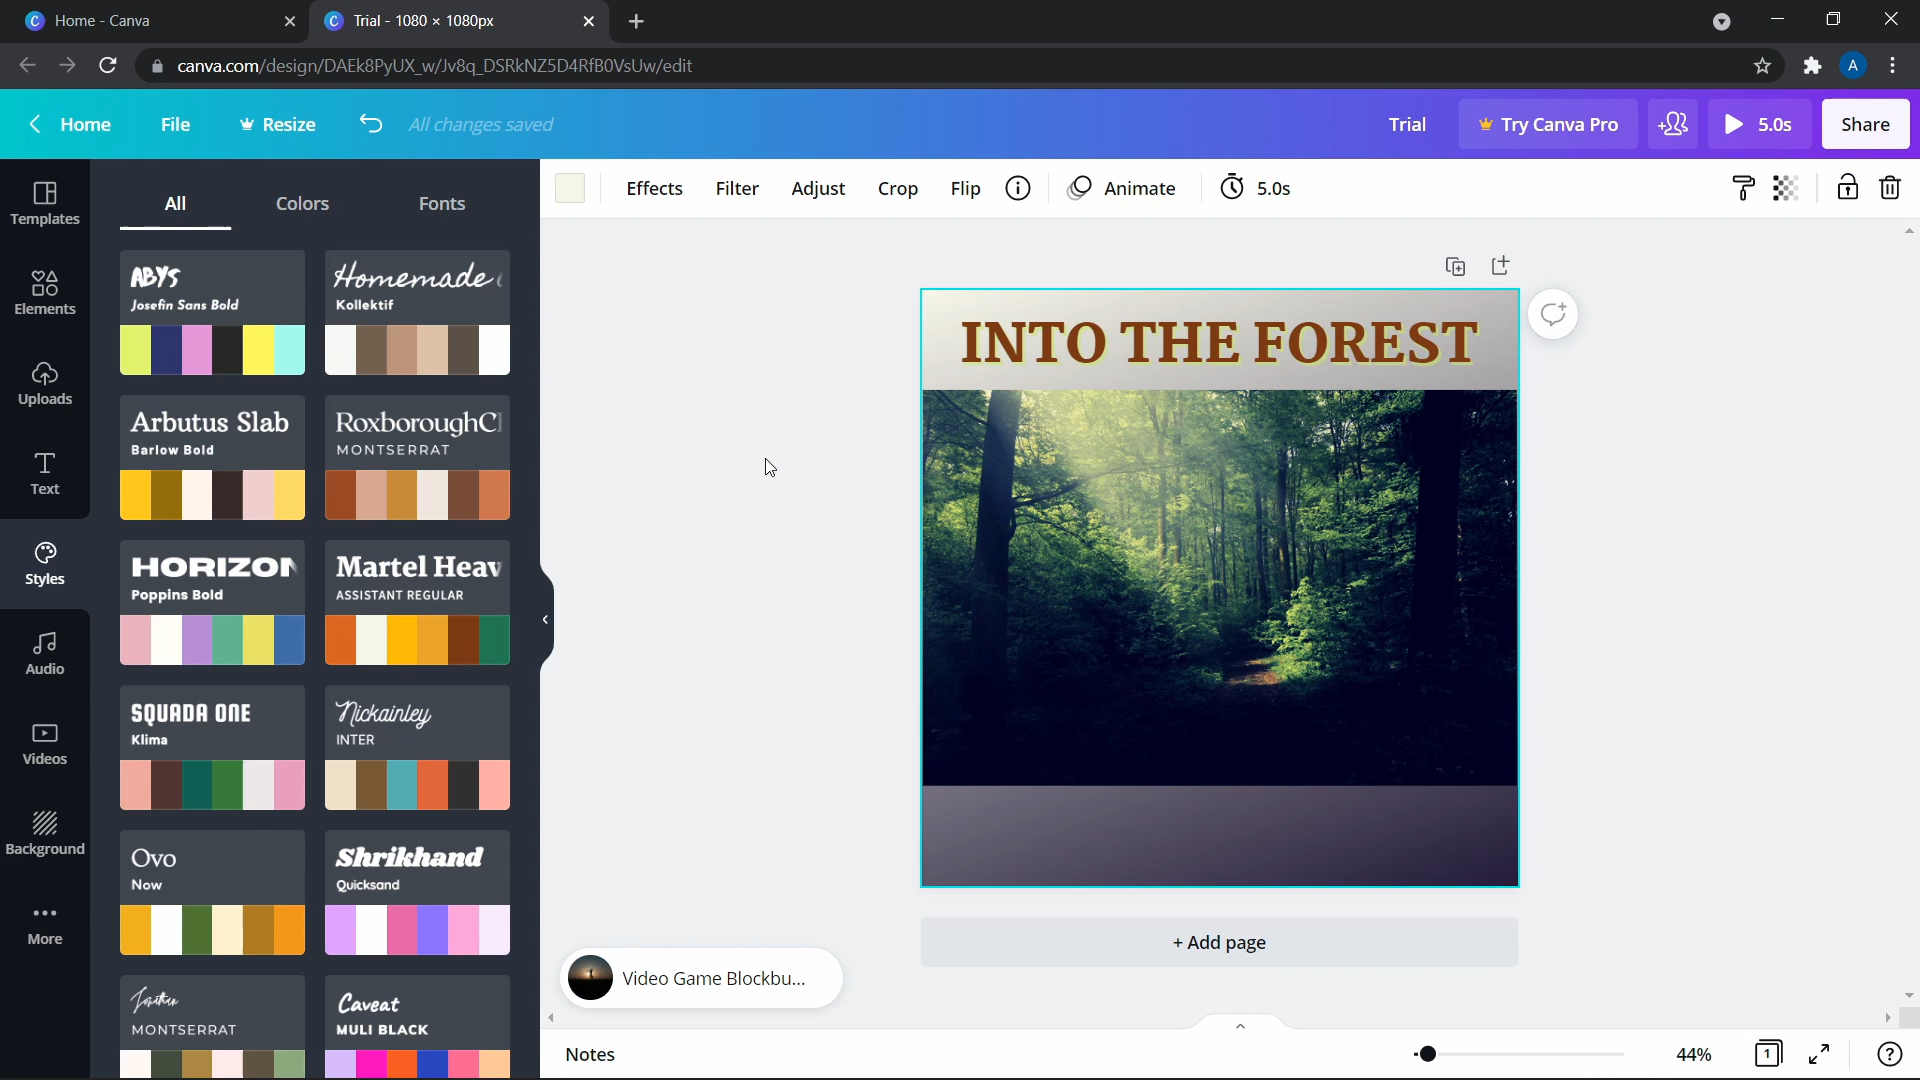 Home - Canva
Trial - 1080 × 1080px
canva.com/design/DAEk8PyUX_w/Jv8q_DSRkNZ5D4RfB0VsUw/edit
A
Home
File
Resize
All changes saved
Trial
Try Canva Pro
5.0s
Share
Templates
Elements
Uploads
Text
Styles
Audio
Videos
Background
More
All
Colors
Fonts
ABYS
Josefin Sans Bold
Homemade
Kollektif
Arbutus Slab
Barlow Bold
RoxboroughC
MONTSERRAT
HORIZON
Poppins Bold
Martel Heav
ASSISTANT REGULAR
SQUADA ONE
Klima
Nickainley
INTER
Ovo
Now
Shrikhand
Quicksand
MONTSERRAT
Caveat
MULI BLACK
Effects
Filter
Adjust
Crop
Flip
Animate
5.0s
INTO THE FOREST
+ Add page
Video Game Blockbu...
Notes
44%
1